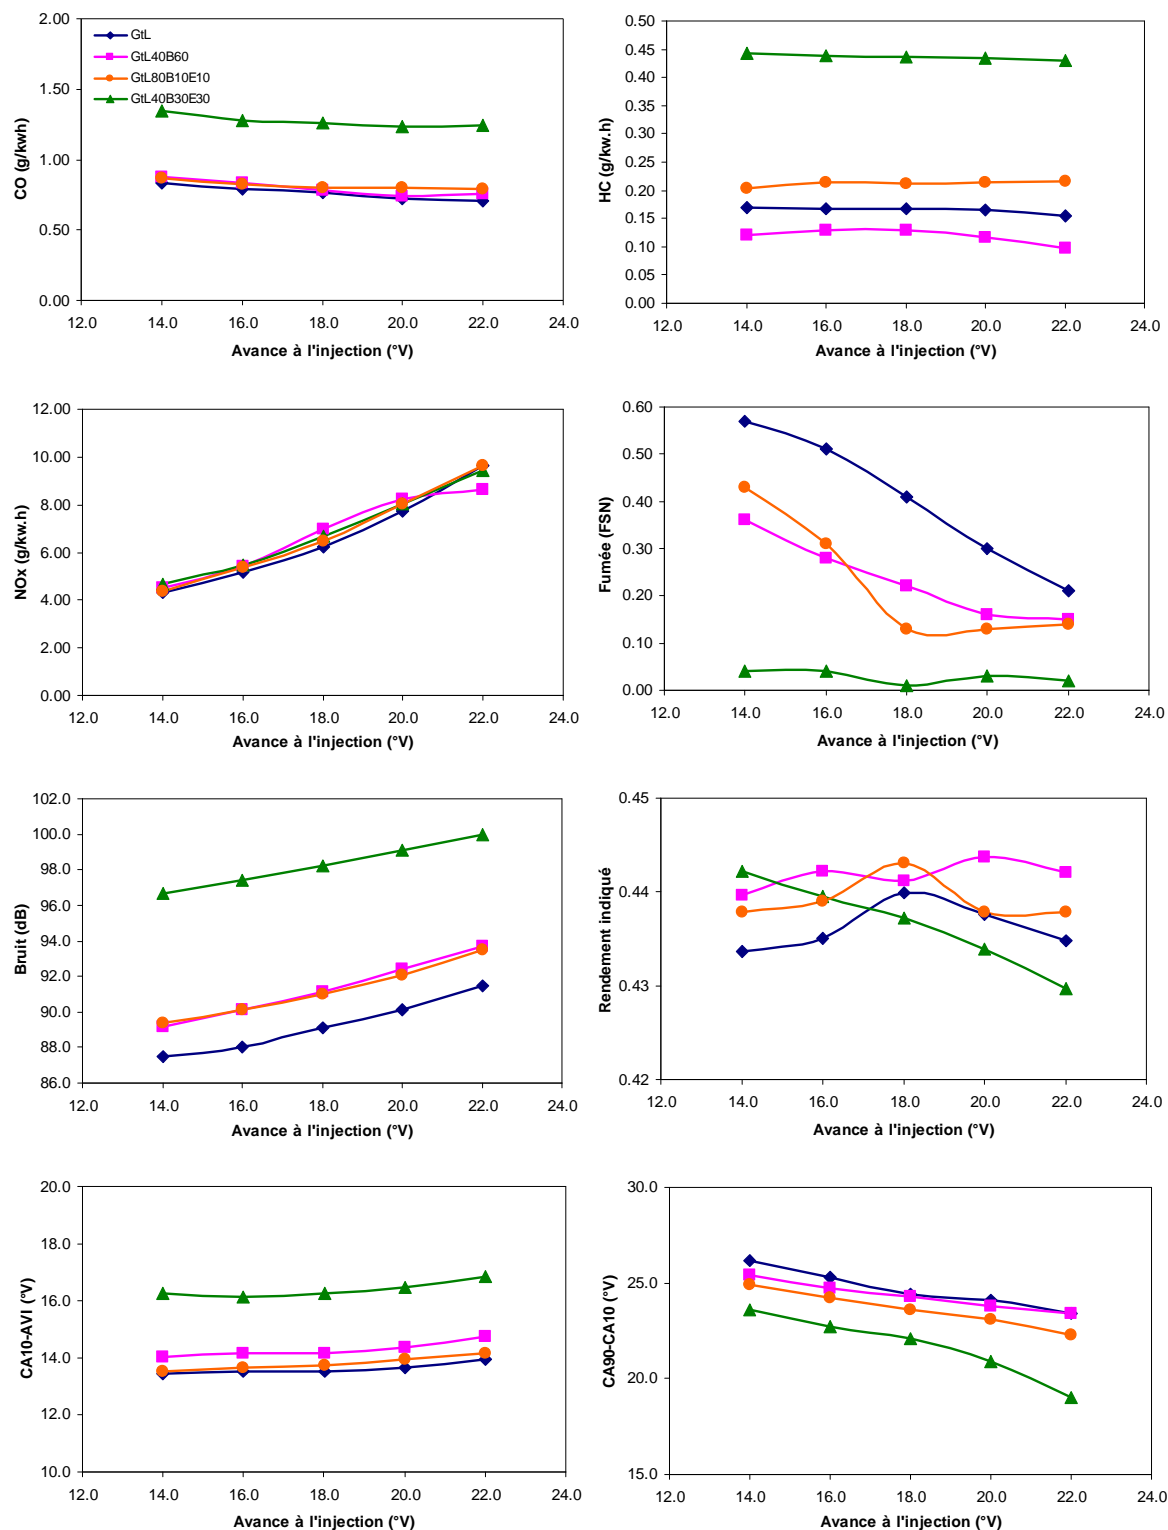 CO (g/kwh)
2.00
1.50
1.00
0.50
0.00
GtL
GtL40B60
GtL80B10E10
GtL40B30E30
12.0 14.0 16.0 18.0 20.0 22.0 24.0
Avance à l'injection (°V)
HC (g/kw.h)
0.50
0.45
0.40
0.35
0.30
0.25
0.20
0.15
0.10
0.05
0.00
12.0 14.0 16.0 18.0 20.0 22.0 24.0
Avance à l'injection (°V)
NOx (g/kw.h)
12.00
10.00
8.00
6.00
4.00
2.00
0.00
12.0 14.0 16.0 18.0 20.0 22.0 24.0
Avance à l'injection (°V)
Fumée (FSN)
0.60
0.50
0.40
0.30
0.20
0.10
0.00
12.0 14.0 16.0 18.0 20.0 22.0 24.0
Avance à l'injection (°V)
Bruit (dB)
102.0
100.0
98.0
96.0
94.0
92.0
90.0
88.0
86.0
12.0 14.0 16.0 18.0 20.0 22.0 24.0
Avance à l'injection (°V)
Rendement indiqué
0.45
0.44
0.43
0.42
12.0 14.0 16.0 18.0 20.0 22.0 24.0
Avance à l'injection (°V)
CA10-AVI (°V)
20.0
18.0
16.0
14.0
12.0
10.0
12.0 14.0 16.0 18.0 20.0 22.0 24.0
Avance à l'injection (°V)
CA90-CA10 (°V)
30.0
25.0
20.0
15.0
12.0 14.0 16.0 18.0 20.0 22.0 24.0
Avance à l'injection (°V)